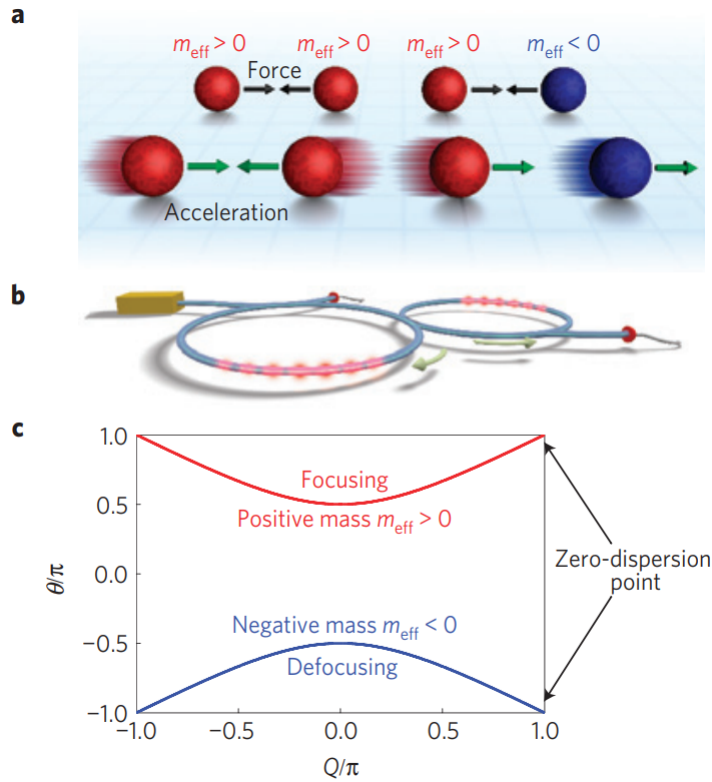 a
m_eff > 0 m_eff > 0 m_eff > 0 m_eff < 0
Force
Acceleration
b
c
1.0
0.5
0.0
−0.5
−1.0
θ/π
Focusing
Positive mass m_eff > 0
Negative mass m_eff < 0
Defocusing
Zero-dispersion
point
−1.0 −0.5 0.0 0.5 1.0
Q/π